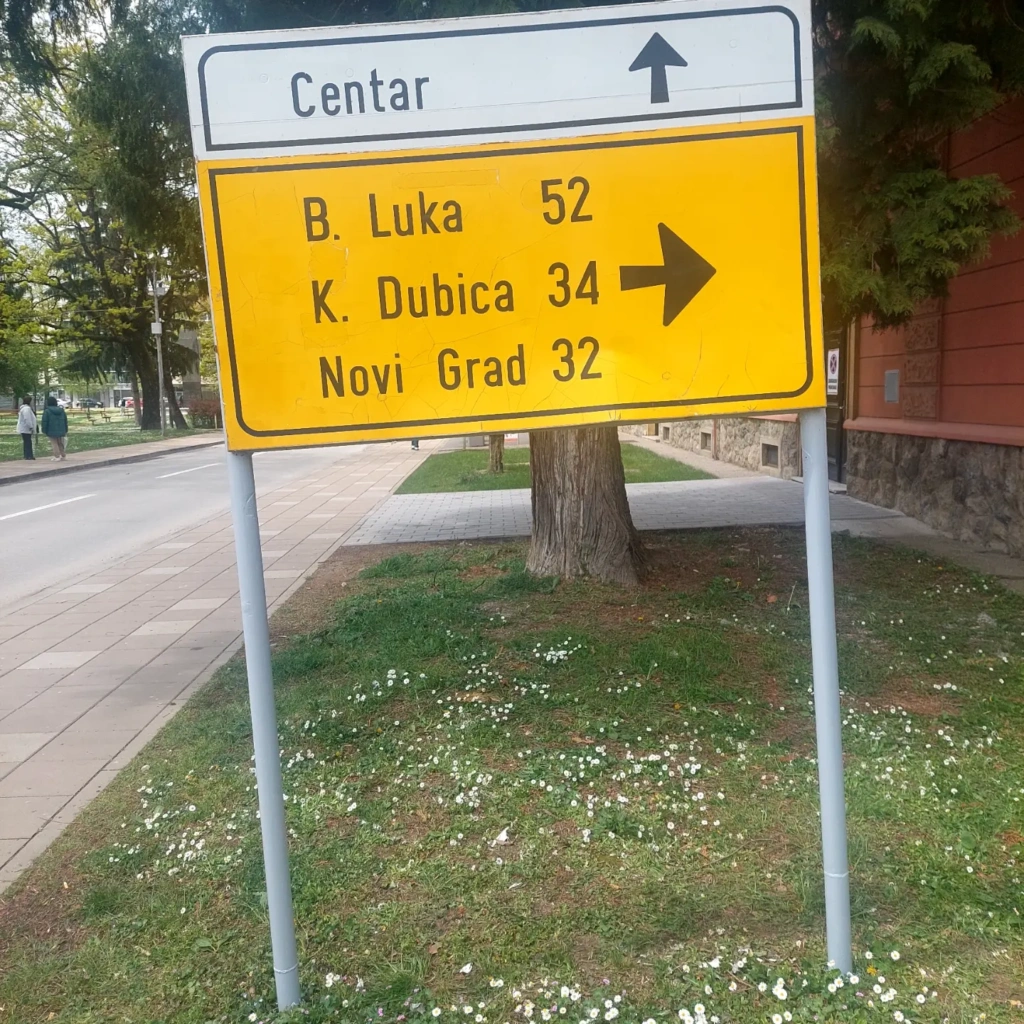 Centar
B. Luka 52
K. Dubica 34
Novi Grad 32